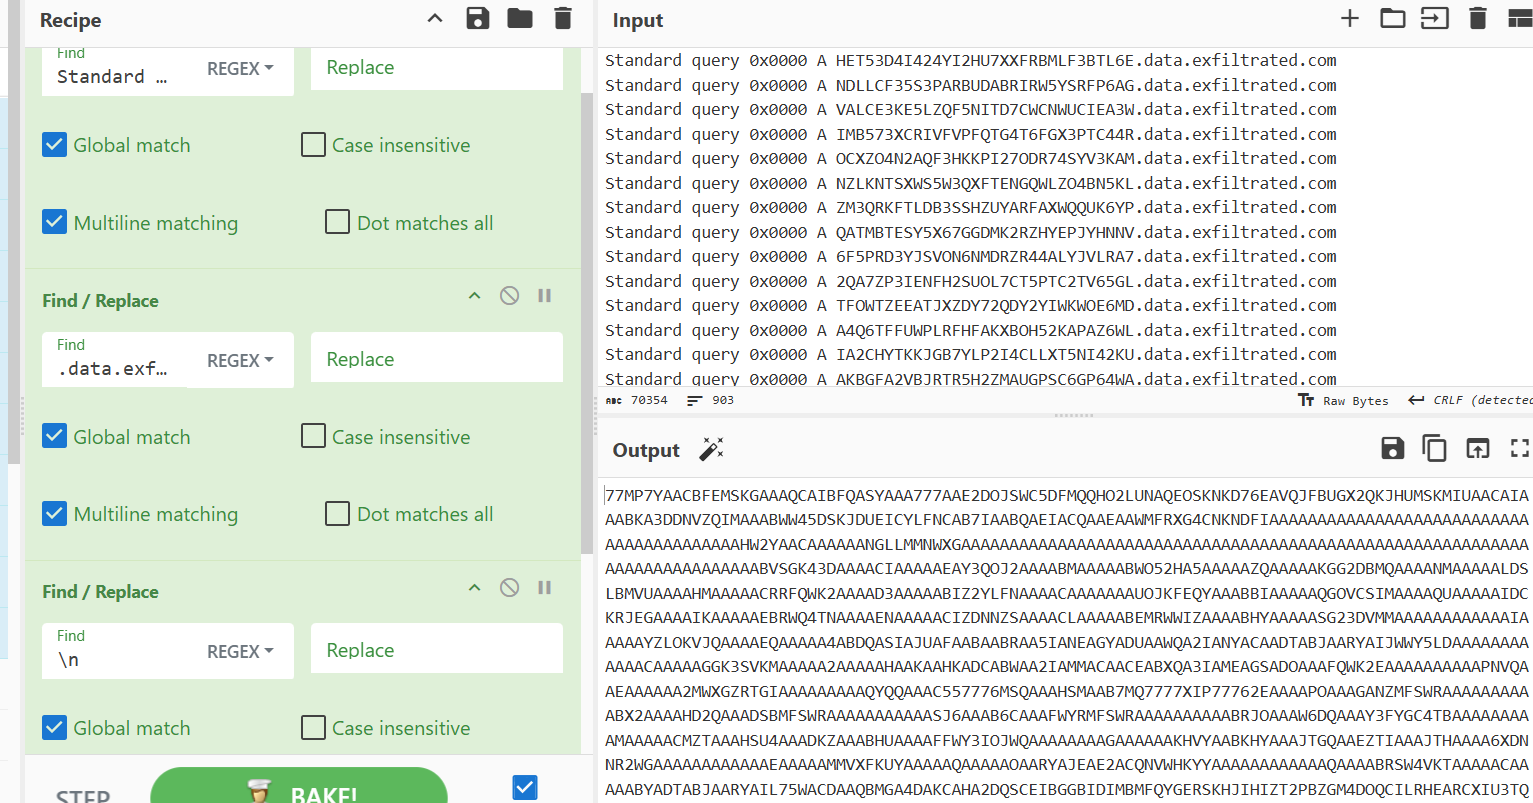 Recipe
Find
Standard …
REGEX
Replace
Global match
Case insensitive
Multiline matching
Dot matches all
Find / Replace
Find
.data.exf…
REGEX
Replace
Global match
Case insensitive
Multiline matching
Dot matches all
Find / Replace
Find
\n
REGEX
Replace
Global match
Case insensitive
STEP
BAKE!
Input
Standard query 0x0000 A HET53D4I424YI2HU7XXFRBMLF3BTL6E.data.exfiltrated.com
Standard query 0x0000 A NDLLCF35S3PARBUDABRIRW5YSRFP6AG.data.exfiltrated.com
Standard query 0x0000 A VALCE3KE5LZQF5NITD7CWCNWUCIEA3W.data.exfiltrated.com
Standard query 0x0000 A IMB573XCRIVFVPFQTG4T6FGX3PTC44R.data.exfiltrated.com
Standard query 0x0000 A OCXZO4N2AQF3HKKPI27ODR74SYV3KAM.data.exfiltrated.com
Standard query 0x0000 A NZLKNTSXWS5W3QXFTENGQWLZO4BN5KL.data.exfiltrated.com
Standard query 0x0000 A ZM3QRKFTLDB3SSHZUYARFAXWQQUK6YP.data.exfiltrated.com
Standard query 0x0000 A QATMBTESY5X67GGDMK2RZHYEPJYHNNV.data.exfiltrated.com
Standard query 0x0000 A 6F5PRD3YJSVON6NMDRZR44ALYJVLRA7.data.exfiltrated.com
Standard query 0x0000 A 2QA7ZP3IENFH2SUOL7CT5PTC2TV65GL.data.exfiltrated.com
Standard query 0x0000 A TFOWTZEEATJXZDY72QDY2YIWKWOE6MD.data.exfiltrated.com
Standard query 0x0000 A A4Q6TFFUWPLRFHFAKXBOH52KAPAZ6WL.data.exfiltrated.com
Standard query 0x0000 A IA2CHYTKKJGB7YLP2I4CLLXT5NI42KU.data.exfiltrated.com
Standard query 0x0000 A AKBGFA2VBJRTR5H2ZMAUGPSC6GP64WA.data.exfiltrated.com
ABC 70354 903
Raw Bytes
CRLF (detected
Output
77MP7YAACBFEMSKGAAAQCAIBFQASYAAA777AAE2DOJSWC5DFMQQHO2LUNAQEOSKNKD76EAVQJFBUGX2QKJHUMSKMIUAACAIA
AABKA3DDNVZQIMAAABWW45DSKJDUEICYLFNCAB7IAABQAEIACQAAEAAWMFRXG4CNKNDFIAAAAAAAAAAAAAAAAAAAAAAAAAAA
AAAAAAAAAAAAAAHW2YAACAAAAAANGLLMMNWXGAAAAAAAAAAAAAAAAAAAAAAAAAAAAAAAAAAAAAAAAAAAAAAAAAAAAAAAAAAA
AAAAAAAAAAAAAAAABVSGK43DAAAACIAAAAAEAY3QOJ2AAAABMAAAAABWO52HA5AAAAAZQAAAAAKGG2DBMQAAAANMAAAAALDS
LBMVUAAAAHMAAAAACRRFQWK2AAAAD3AAAAABIZ2YLFNAAAACAAAAAAAUOJKFEQYAAABBIAAAAAQGOVCSIMAAAAQUAAAAAIDC
KRJEGAAAAIKAAAAAEBRWQ4TNAAAAENAAAAACIZDNNZSAAAACLAAAAABEMRWWIZAAAABHYAAAAASG23DVMMAAAAAAAAAAAAIA
AAAAYZLOKVJQAAAAEQAAAAA4ABDQASIAJUAFAABAABRAA5IANEAGYADUAAWQA2IANYACAADTABJAARYAIJWWY5LDAAAAAAAA
AAAACAAAAAGGK3SVKMAAAAA2AAAAAHAAKAAHKADCABWAA2IAMMACAACEABXQA3IAMEAGSADOAAAFQWK2EAAAAAAAAAAPNVQA
AEAAAAAA2MWXGZRTGIAAAAAAAAAQYQQAAAC557776MSQAAAHSMAAB7MQ7777XIP77762EAAAAPOAAAGANZMFSWRAAAAAAAAA
ABX2AAAAHD2QAAADSBMFSWRAAAAAAAAAAASJ6AAAB6CAAAFWYRMFSWRAAAAAAAAAABRJOAAAW6DQAAAY3FYGC4TBAAAAAAAA
AMAAAAACMZTAAAHSU4AAADKZAAABHUAAAAFFWY3IOJWQAAAAAAAAGAAAAAAKHVYAABKHYAAAJTGQAAEZTIAAAJTHAAAA6XDN
NR2WGAAAAAAAAAAAAAEAAAAAMMVXFKUYAAAAAQAAAAAOAARYAJEAE2ACQNVWHKYYAAAAAAAAAAAAAQAAAABRSW4VKTAAAAACAA
AAABYADTABJAARYAIL75WACDAAQBMGA4DAKCAHA2DQSCEIBGGBIDIMBMFQYGERSKHJIHIZT2PBZGM4DOQCILRHEARCXIU3TQ